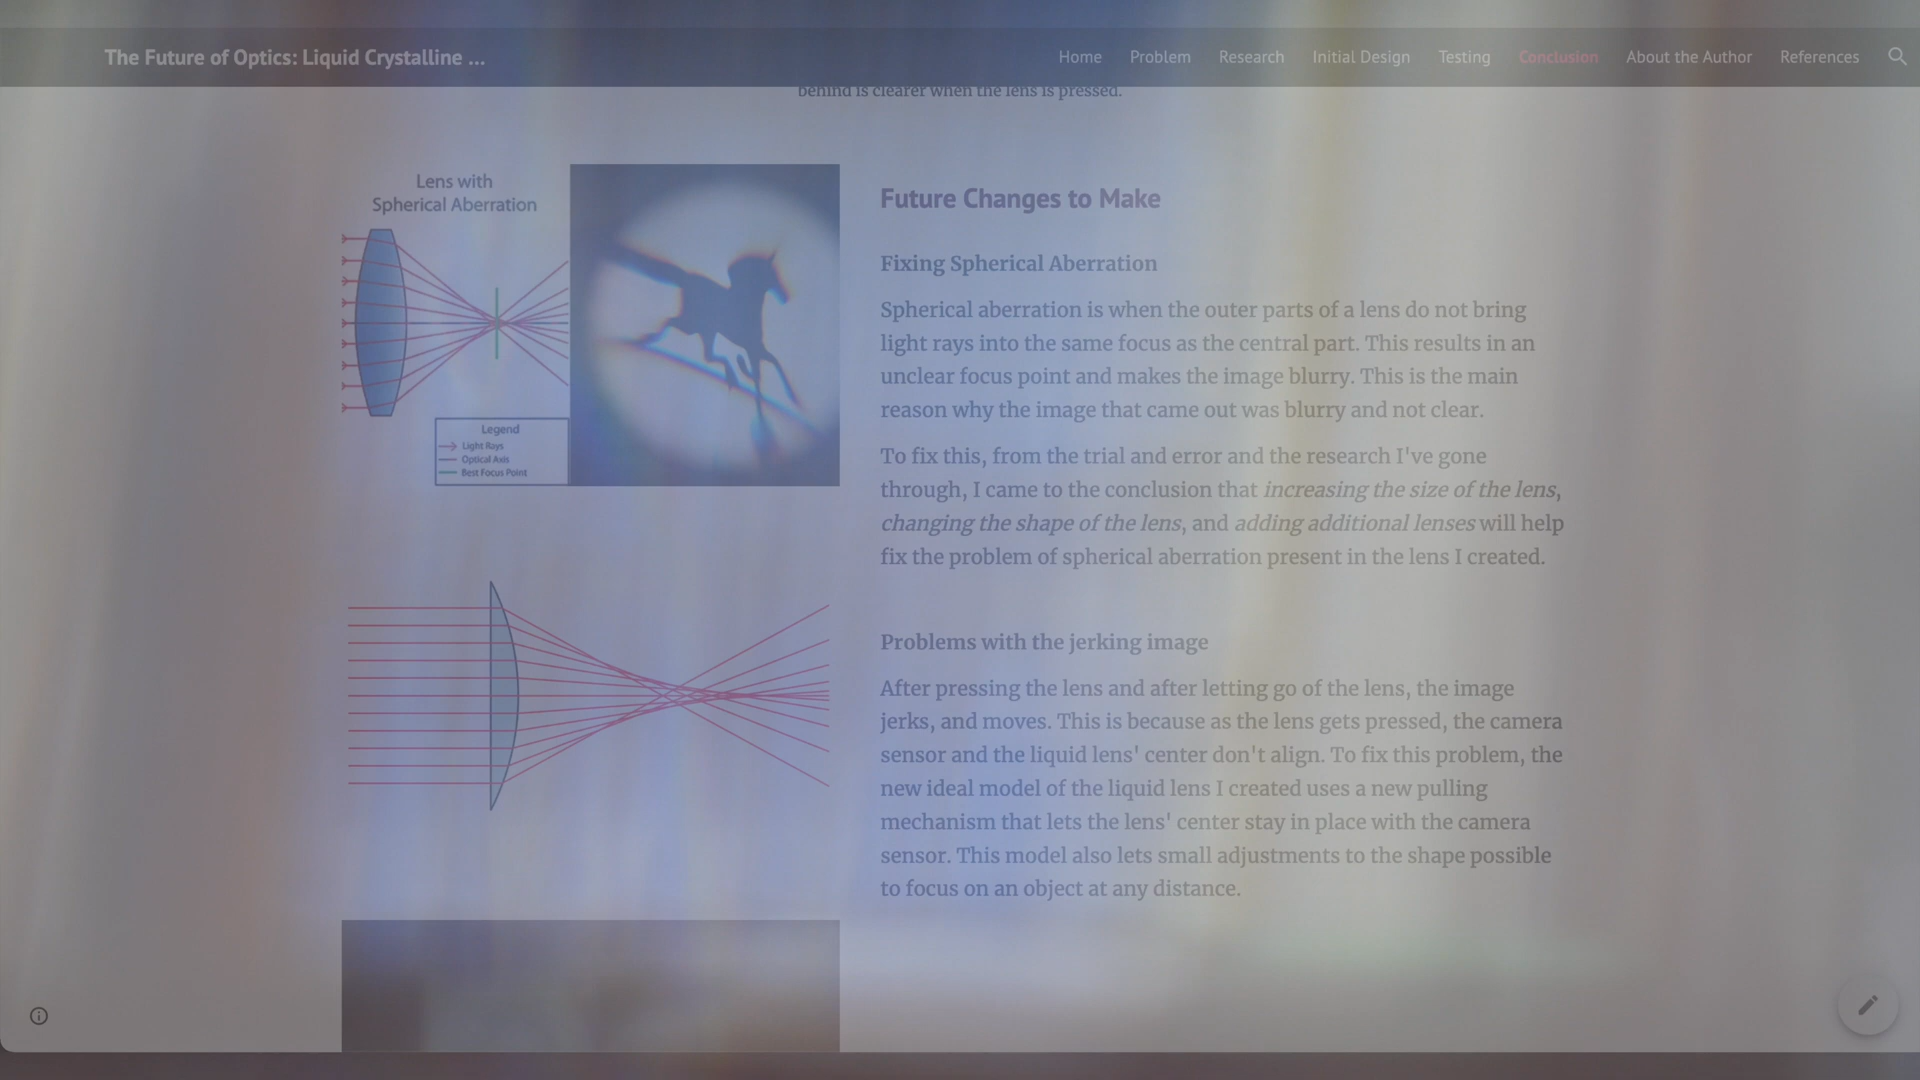 The Future of Optics: Liquid Crystalline ...
Home Problem Research Initial Design Testing Conclusion About the Author References
behind is clearer when the lens is pressed.
Lens with
Spherical Aberration
Legend
Light Rays
Optical Axis
Best Focus Point
Future Changes to Make
Fixing Spherical Aberration
Spherical aberration is when the outer parts of a lens do not bring
light rays into the same focus as the central part. This results in an
unclear focus point and makes the image blurry. This is the main
reason why the image that came out was blurry and not clear.
To fix this, from the trial and error and the research I've gone
through, I came to the conclusion that increasing the size of the lens,
changing the shape of the lens, and adding additional lenses will help
fix the problem of spherical aberration present in the lens I created.
Problems with the jerking image
After pressing the lens and after letting go of the lens, the image
jerks, and moves. This is because as the lens gets pressed, the camera
sensor and the liquid lens' center don't align. To fix this problem, the
new ideal model of the liquid lens I created uses a new pulling
mechanism that lets the lens' center stay in place with the camera
sensor. This model also lets small adjustments to the shape possible
to focus on an object at any distance.